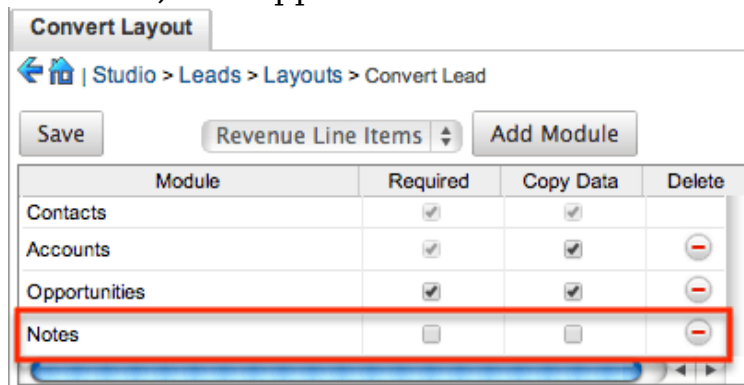 Convert Layout
| Studio > Leads > Layouts > Convert Lead
Save Revenue Line Items Add Module
Module Required Copy Data Delete
Contacts
Accounts
Opportunities
Notes